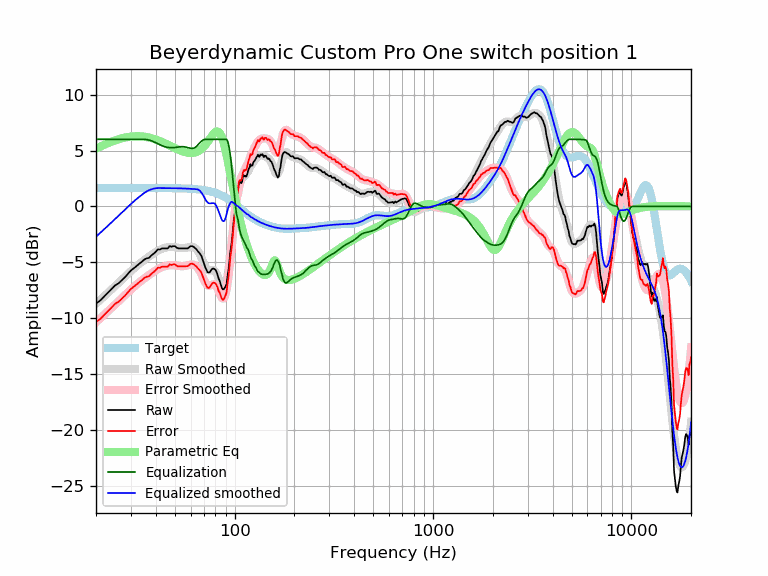 Beyerdynamic Custom Pro One switch position 1
10
5
0
−5
−10
−15
−20
−25
Amplitude (dBr)
Target
Raw Smoothed
Error Smoothed
Raw
Error
Parametric Eq
Equalization
Equalized smoothed
100
1000
10000
Frequency (Hz)